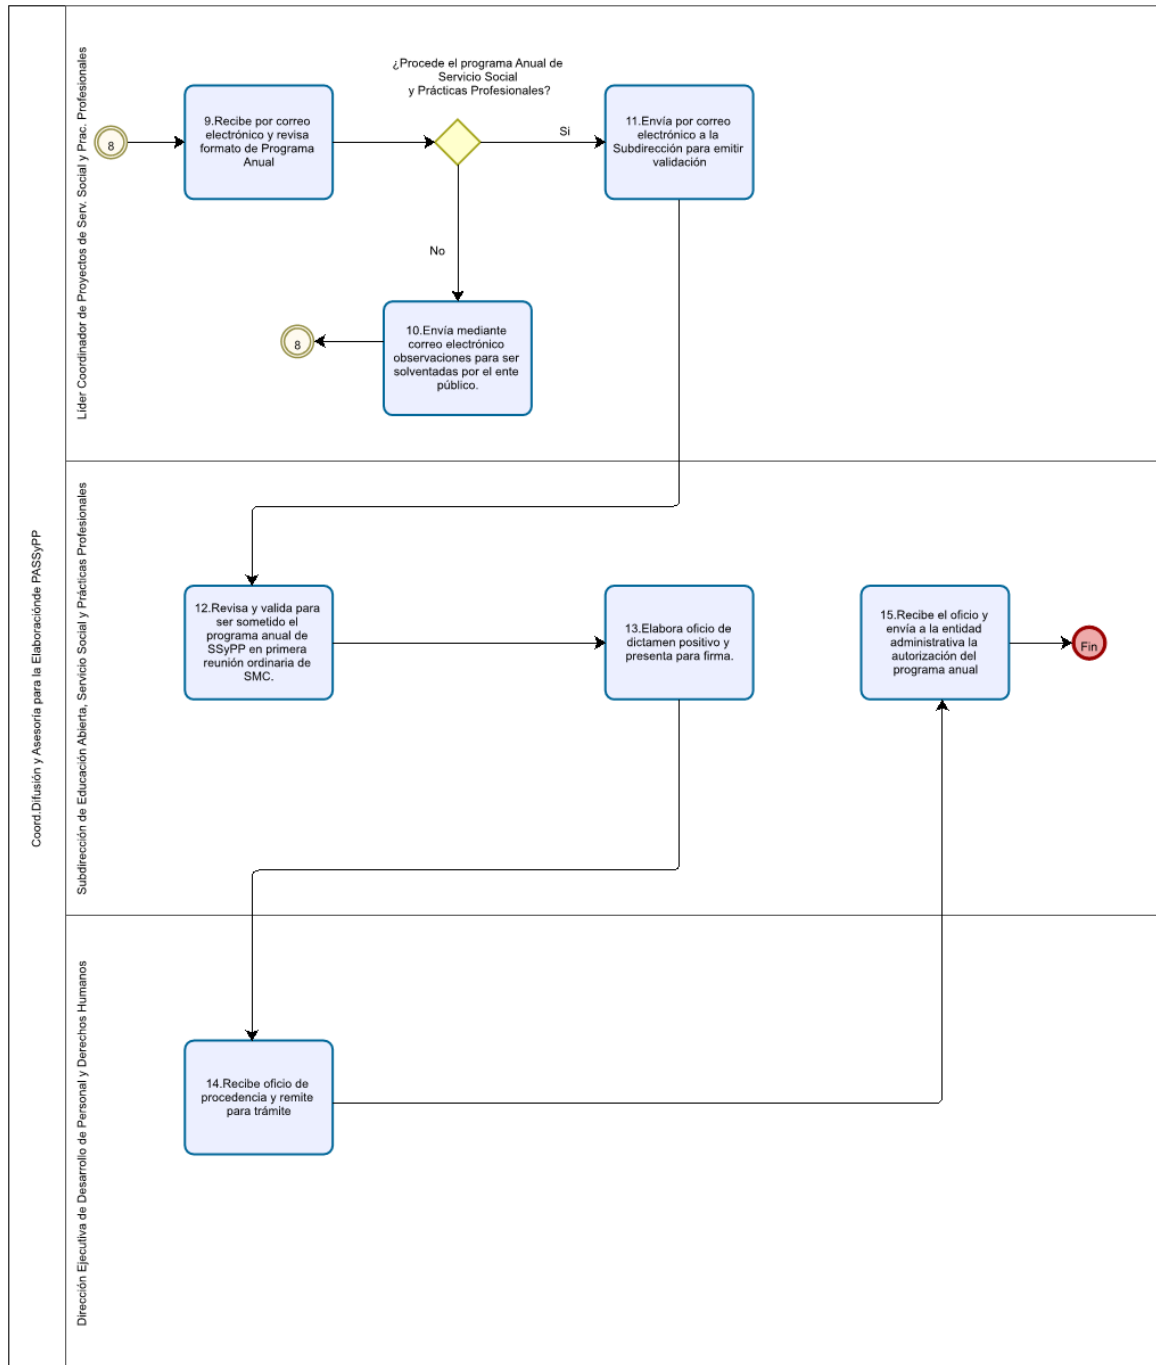 Coord.Difusión y Asesoría para la Elaboraciónde PASSyPP
Líder Coordinador de Proyectos de Serv. Social y Prac. Profesionales
8
9.Recibe por correo
electrónico y revisa
formato de Programa
Anual
¿Procede el programa Anual de
Servicio Social
y Prácticas Profesionales?
Si
11.Envía por correo
electrónico a la
Subdirección para emitir
validación
No
8
10.Envía mediante
correo electrónico
observaciones para ser
solventadas por el ente
público.
Subdirección de Educación Abierta, Servicio Social y Prácticas Profesionales
12.Revisa y valida para
ser sometido el
programa anual de
SSyPP en primera
reunión ordinaria de
SMC.
13.Elabora oficio de
dictamen positivo y
presenta para firma.
15.Recibe el oficio y
envía a la entidad
administrativa la
autorización del
programa anual
Fin
Dirección Ejecutiva de Desarrollo de Personal y Derechos Humanos
14.Recibe oficio de
procedencia y remite
para trámite